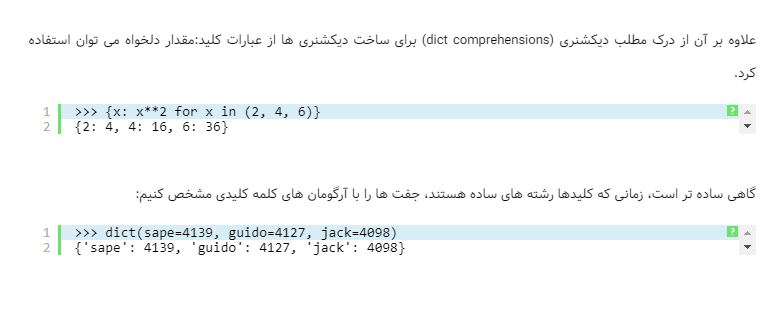 علاوه بر آن از درک مطلب دیکشنری (dict comprehensions) برای ساخت دیکشنری ها از عبارات کلید:مقدار دلخواه می توان استفاده
کرد.
1 >>> {x: x**2 for x in (2, 4, 6)} ?
2 {2: 4, 4: 16, 6: 36}
گاهی ساده تر است، زمانی که کلیدها رشته های ساده هستند، جفت ها را با آرگومان های کلمه کلیدی مشخص کنیم:
1 >>> dict(sape=4139, guido=4127, jack=4098) ?
2 {'sape': 4139, 'guido': 4127, 'jack': 4098}